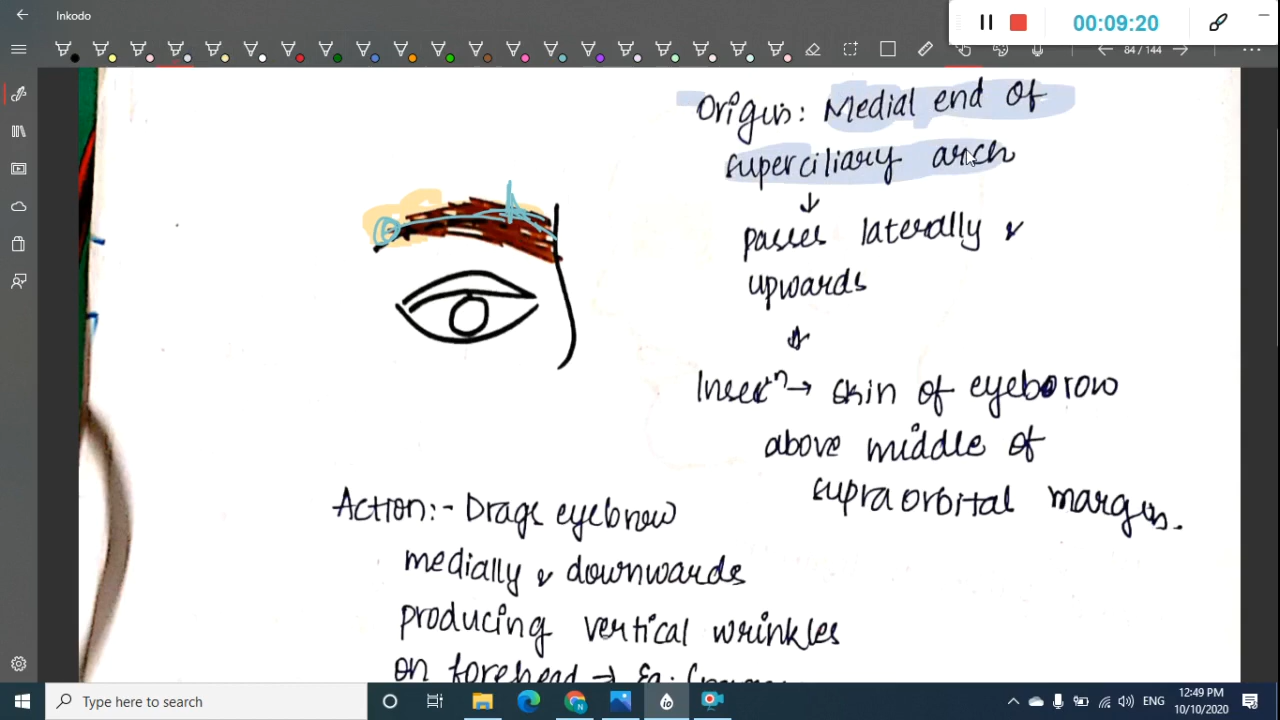 Inkodo
00:09:20
84 / 144
Origin: Medial end of
superciliary arch
↓
passes laterally &
upwards
↓
Insertⁿ → skin of eyebrow
above middle of
supraorbital margin.
Action:- Drags eyebrow
medially & downwards
producing vertical wrinkles
on forehead → Eg:
Type here to search
ENG
12:49 PM
10/10/2020